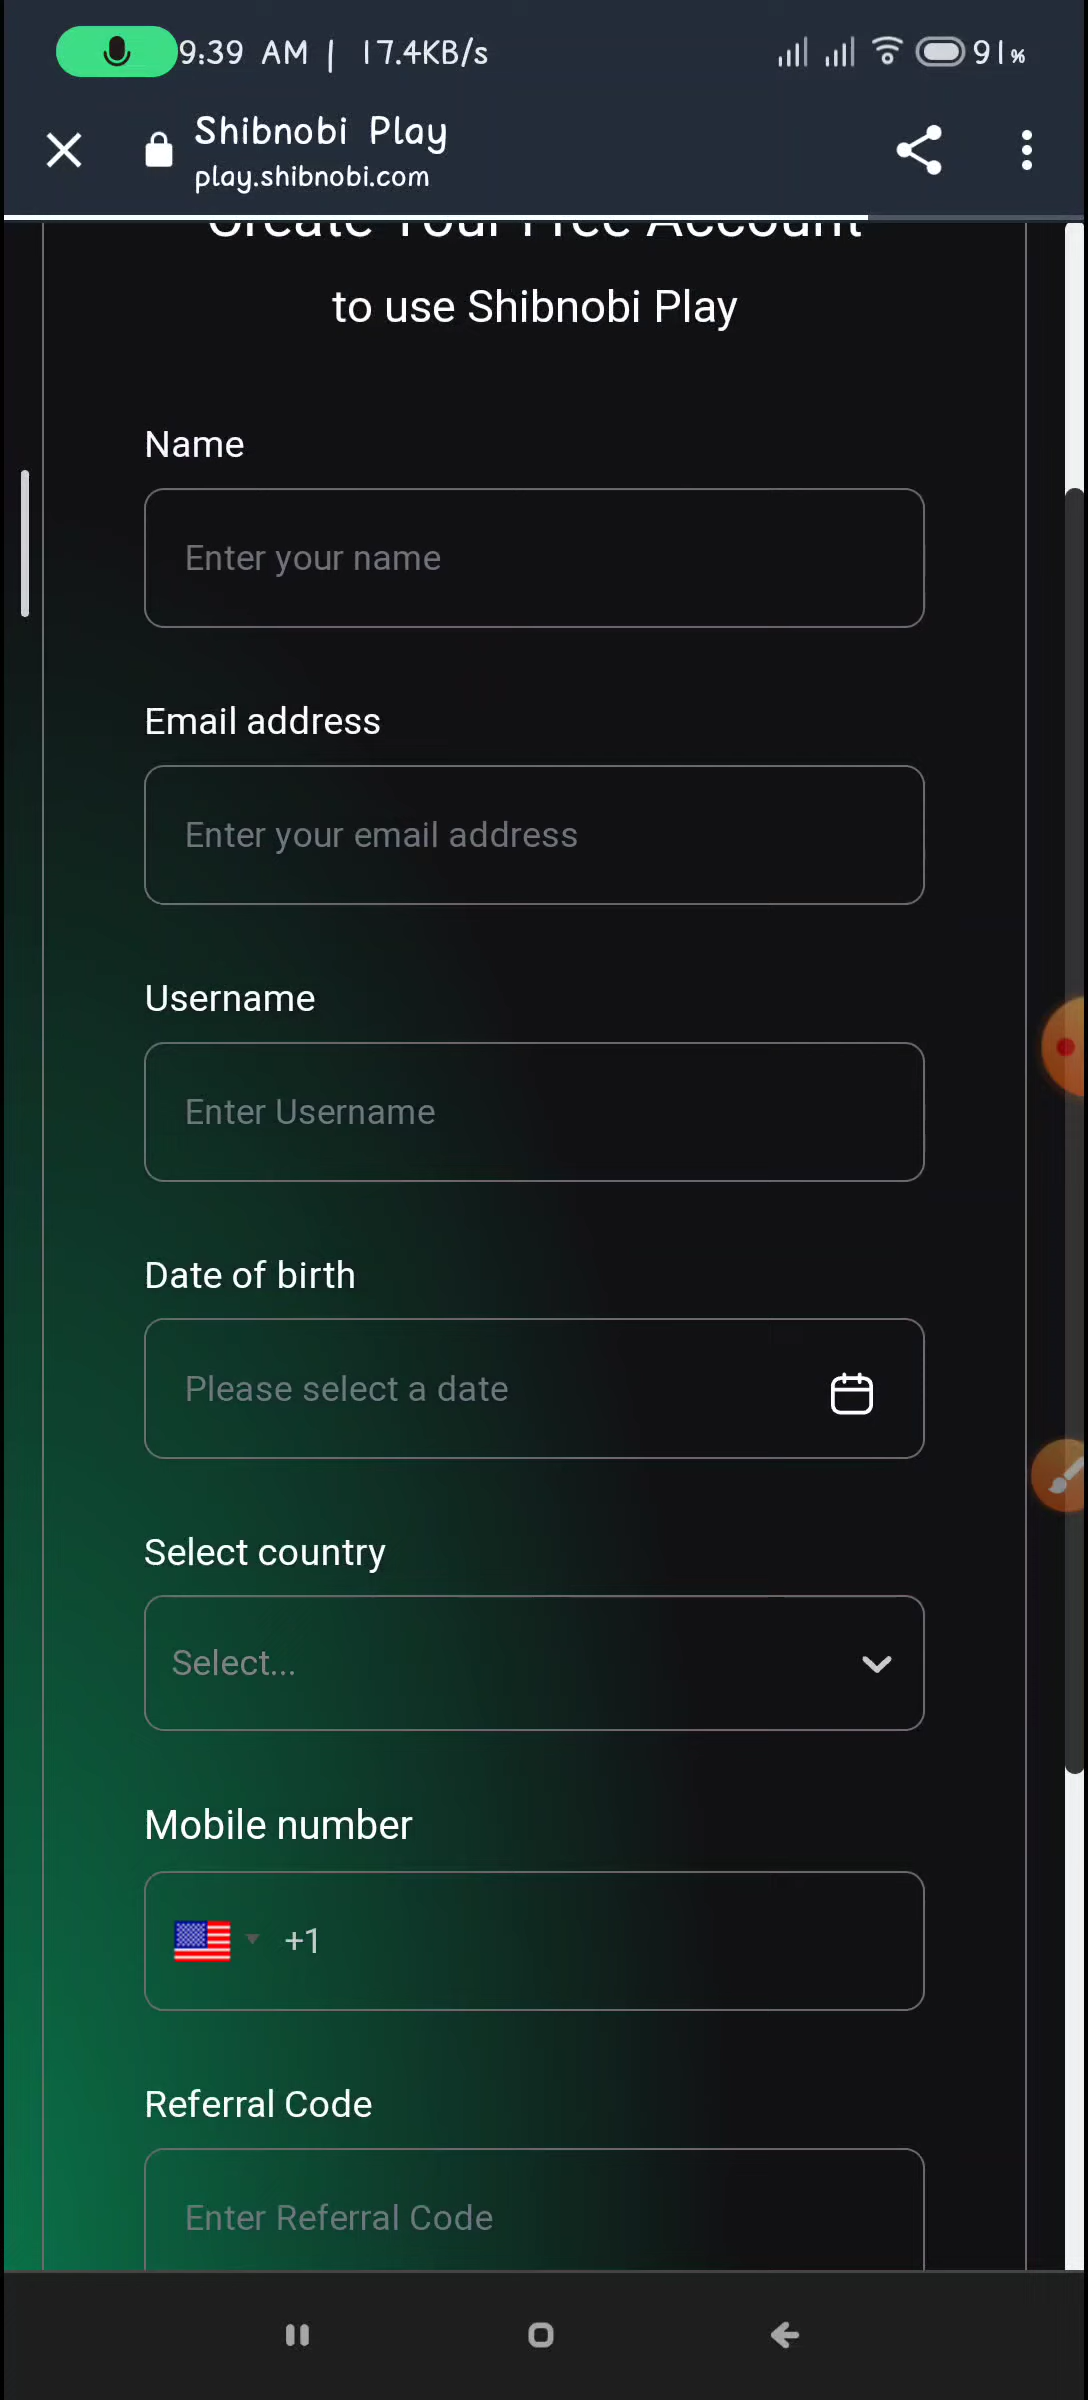 9:39 AM | 17.4KB/s
91%
Shibnobi Play
play.shibnobi.com
Create Your Free Account
to use Shibnobi Play
Name
Enter your name
Email address
Enter your email address
Username
Enter Username
Date of birth
Please select a date
Select country
Select...
Mobile number
+1
Referral Code
Enter Referral Code